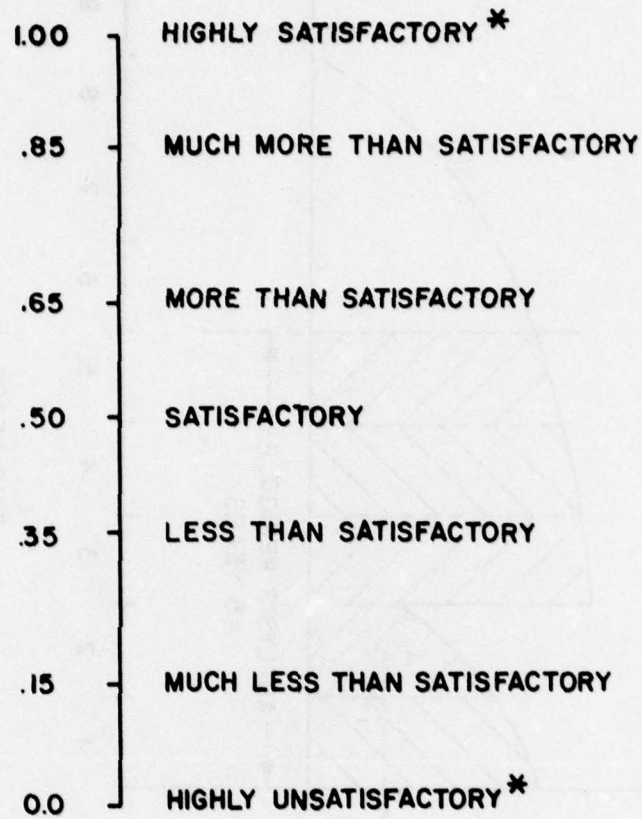 1.00 HIGHLY SATISFACTORY *
.85 MUCH MORE THAN SATISFACTORY
.65 MORE THAN SATISFACTORY
.50 SATISFACTORY
.35 LESS THAN SATISFACTORY
.15 MUCH LESS THAN SATISFACTORY
0.0 HIGHLY UNSATISFACTORY *